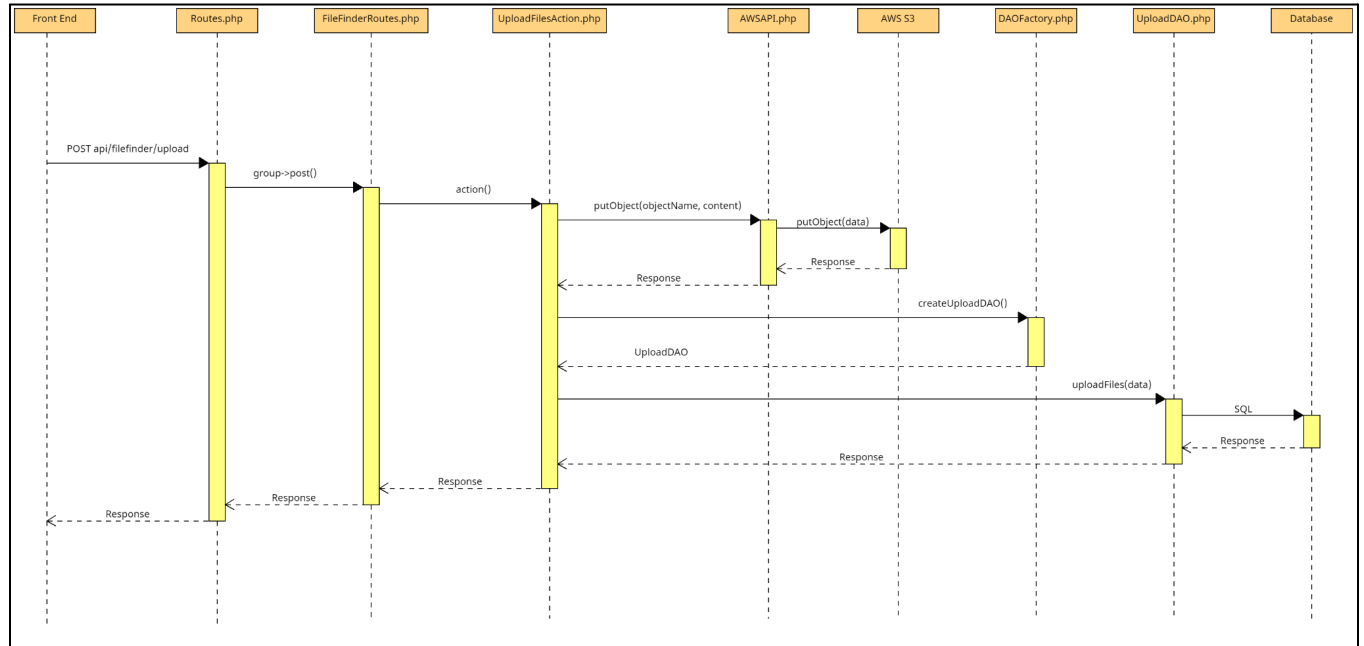 Front End
Routes.php
FileFinderRoutes.php
UploadFilesAction.php
AWSAPI.php
AWS S3
DAOFactory.php
UploadDAO.php
Database
POST api/filefinder/upload
group->post()
action()
putObject(objectName, content)
putObject(data)
Response
Response
createUploadDAO()
UploadDAO
uploadFiles(data)
SQL
Response
Response
Response
Response
Response